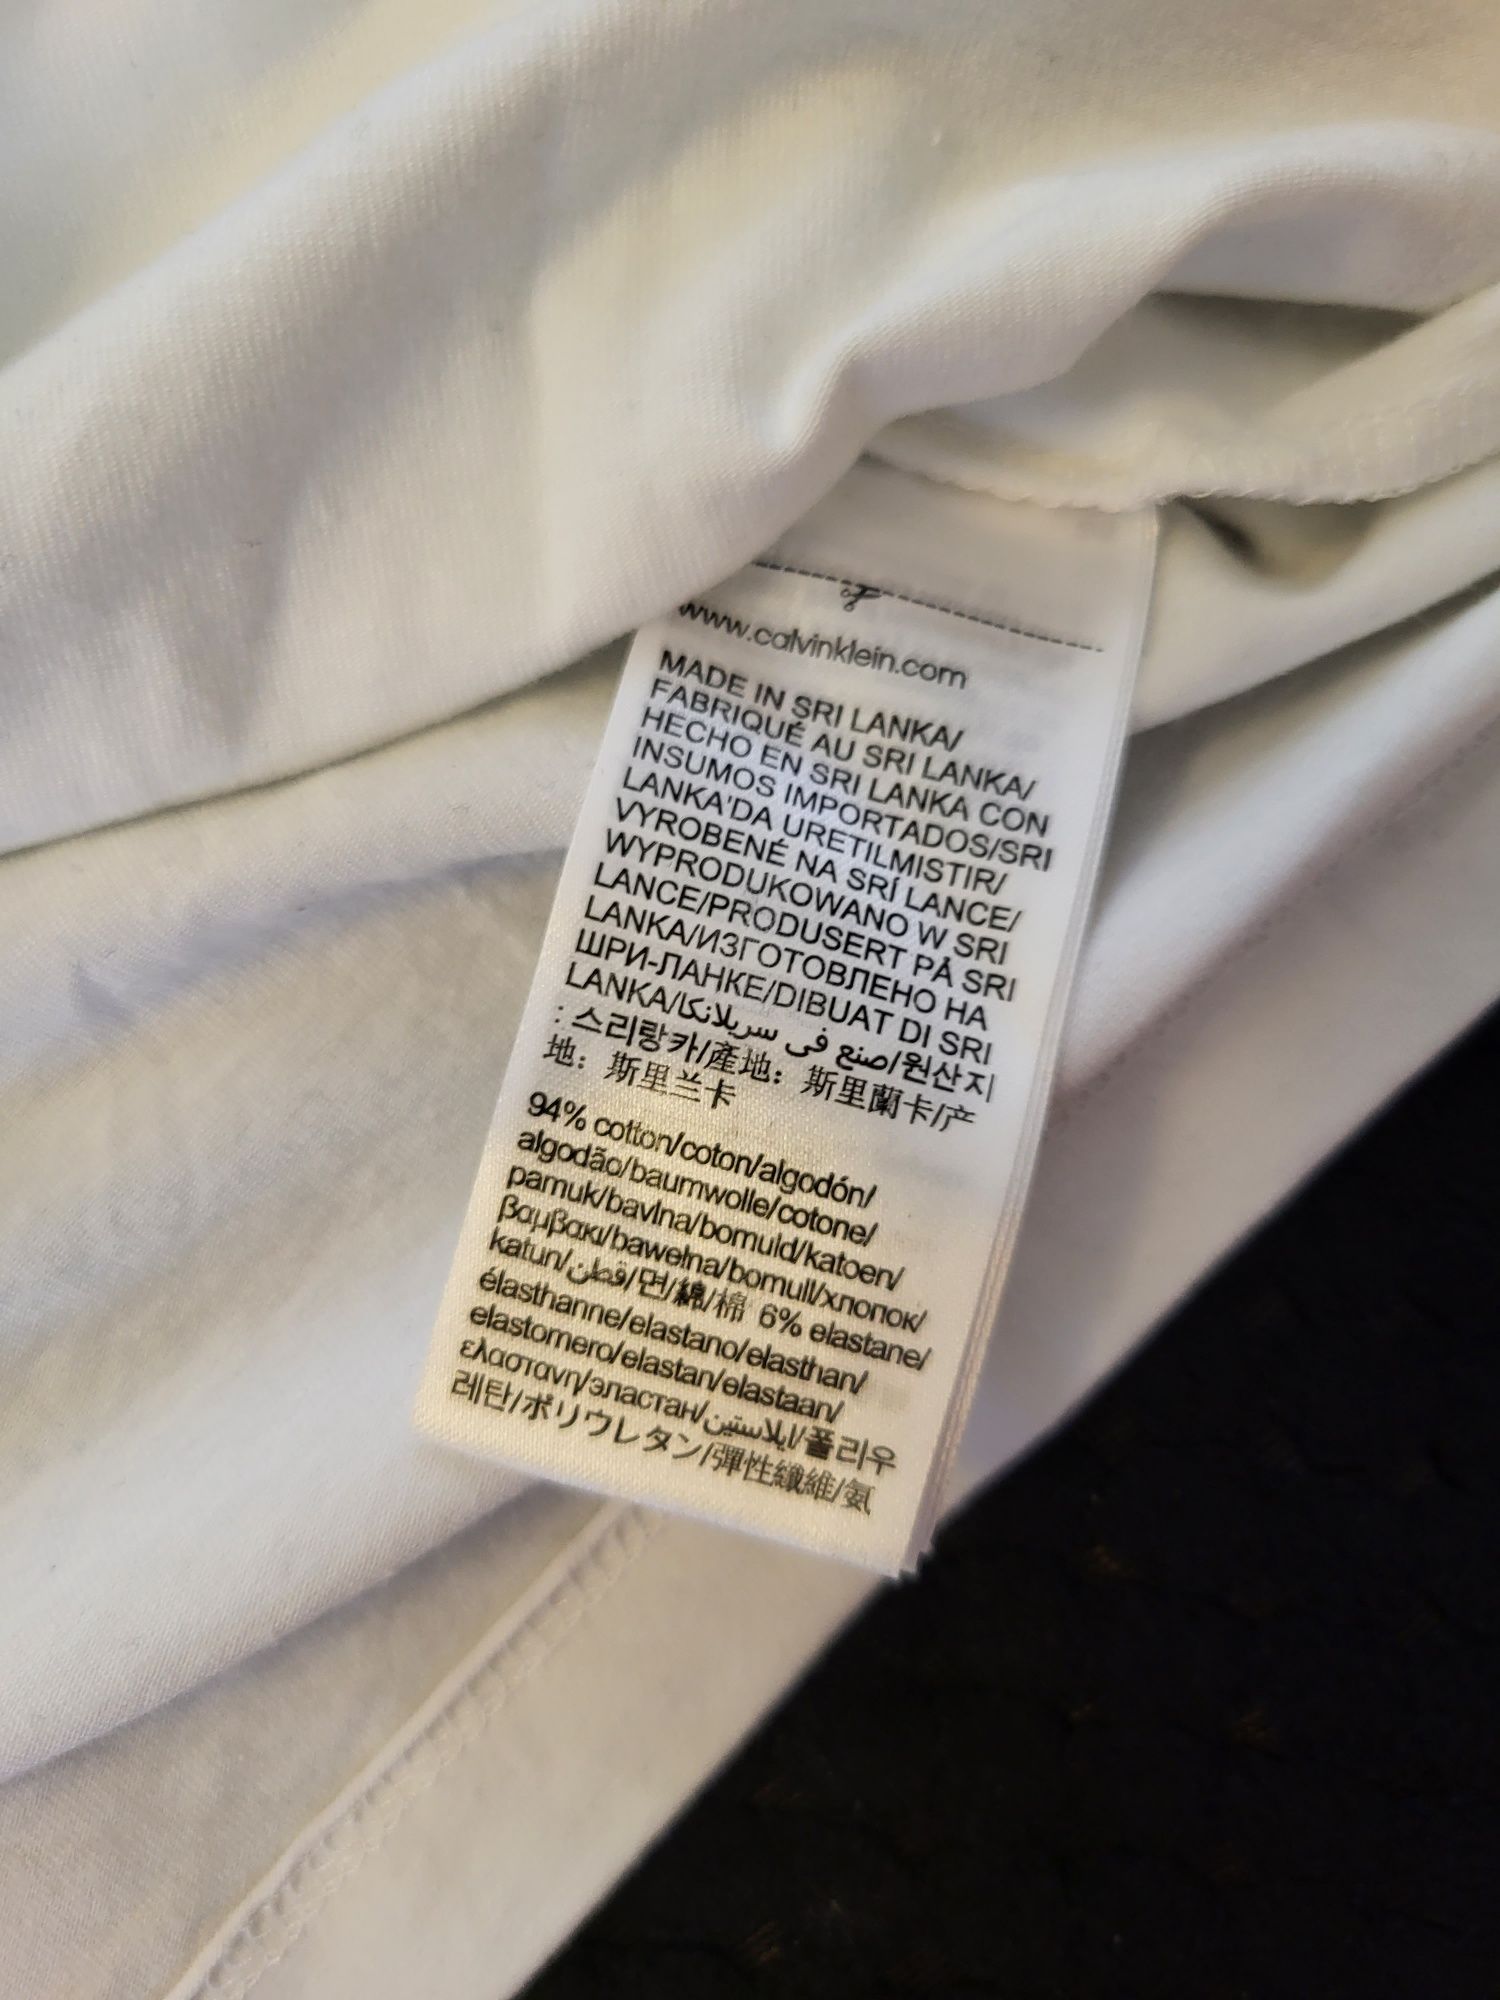 www.calvinklein.com
MADE IN SRI LANKA/
FABRIQUÉ AU SRI LANKA/
HECHO EN SRI LANKA CON
INSUMOS IMPORTADOS/SRI
LANKA'DA URETILMISTIR/
VYROBENÉ NA SRÍ LANCE/
WYPRODUKOWANO W SRI
LANCE/PRODUSERT PÅ SRI
LANKA/ИЗГОТОВЛЕНО НА
ШРИ-ЛАНКЕ/DIBUAT DI SRI
LANKA/صنع في سريلانكا/원산지
: 스리랑카/產地：斯里蘭卡/产
地：斯里兰卡
94% cotton/coton/algodón/
algodão/baumwolle/cotone/
pamuk/bavlna/bomuld/katoen/
βαμβακι/bawełna/bomull/хлопок/
katun/قطن/면/綿/棉 6% elastane/
élasthanne/elastano/elasthan/
elastomero/elastan/elastaan/
ελαστανη/эластан/ايلاستين/폴리우
레탄/ポリウレタン/彈性纖維/氨